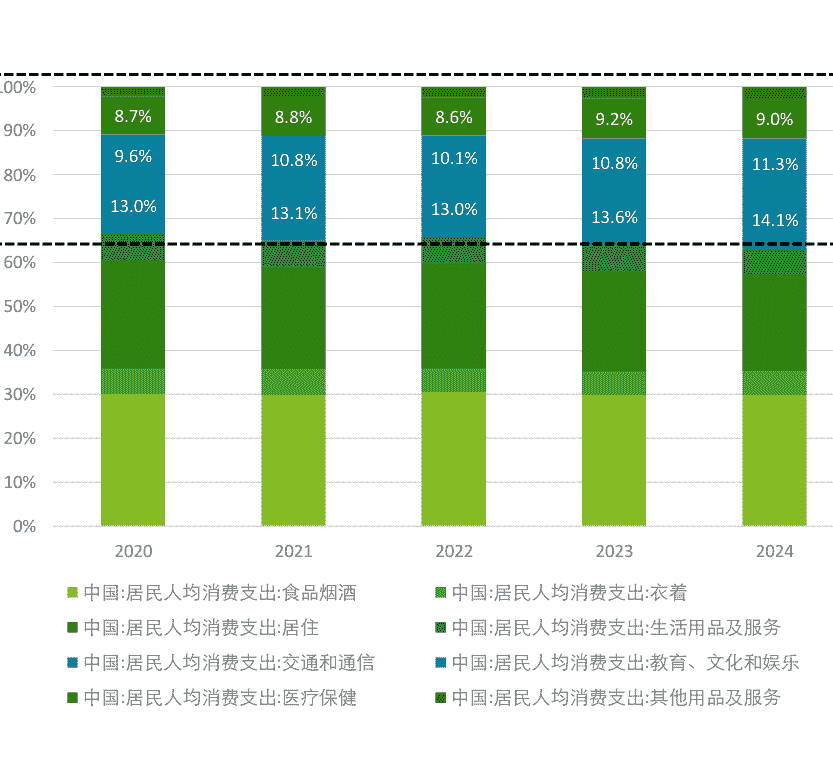 100%
90%
80%
70%
60%
50%
40%
30%
20%
10%
0%
8.7% 8.8% 8.6% 9.2% 9.0%
9.6% 10.8% 10.1% 10.8% 11.3%
13.0% 13.1% 13.0% 13.6% 14.1%
2020 2021 2022 2023 2024
中国:居民人均消费支出:食品烟酒 中国:居民人均消费支出:衣着
中国:居民人均消费支出:居住 中国:居民人均消费支出:生活用品及服务
中国:居民人均消费支出:交通和通信 中国:居民人均消费支出:教育、文化和娱乐
中国:居民人均消费支出:医疗保健 中国:居民人均消费支出:其他用品及服务